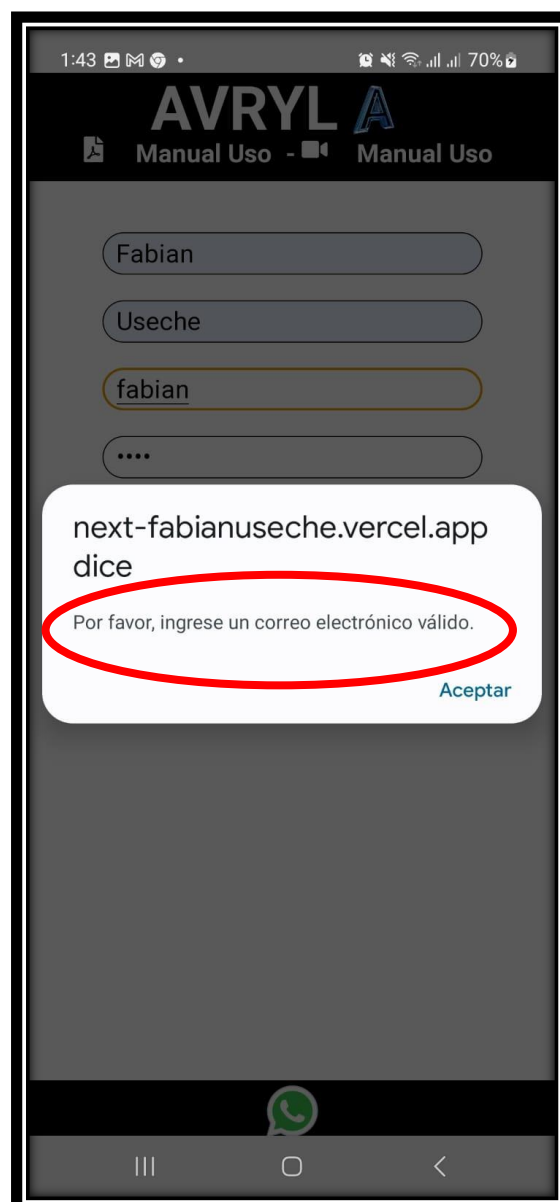 1:43 70%
AVRYL A
Manual Uso - Manual Uso
Fabian
Useche
fabian
••••
next-fabianuseche.vercel.app
dice
Por favor, ingrese un correo electrónico válido.
Aceptar